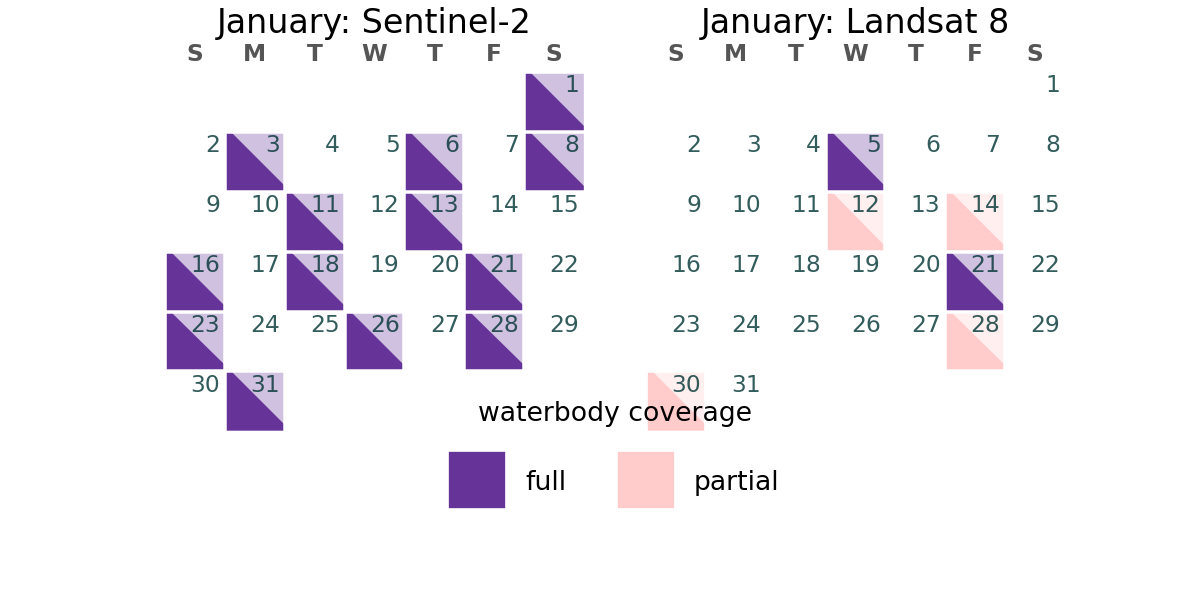 January: Sentinel-2
S M T W T F S
1
2 3 4 5 6 7 8
9 10 11 12 13 14 15
16 17 18 19 20 21 22
23 24 25 26 27 28 29
30 31
January: Landsat 8
S M T W T F S
1
2 3 4 5 6 7 8
9 10 11 12 13 14 15
16 17 18 19 20 21 22
23 24 25 26 27 28 29
30 31
waterbody coverage
full partial